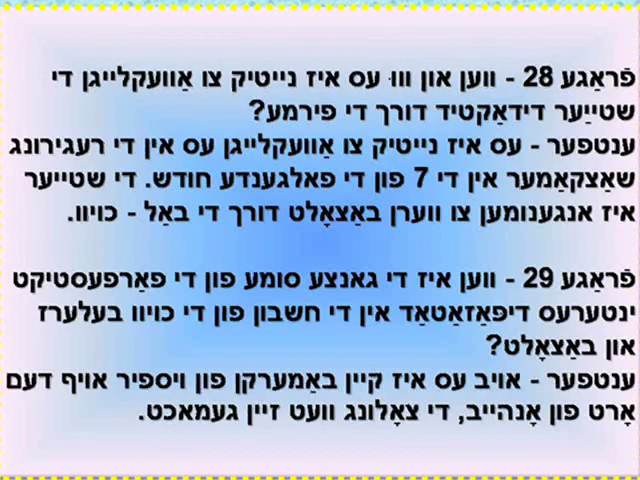 פֿראַגע 28 - ווען און וווּ עס איז נייטיק צו אַוועקלייגן די
שטייַער דידאַקטיד דורך די פירמע?
ענטפער - עס איז נייטיק צו אַוועקלייגן עס אין די רעגירונג
שאַצקאַמער אין די 7 פון די פאלגענדע חודש. די שטייער
איז אנגענומען צו ווערן באַצאָלט דורך די באַל - כויוו.
פֿראַגע 29 - ווען איז די גאנצע סומע פון די פאַרפעסטיקט
ינטערעס דיפּאַזאַטאַד אין די חשבון פון די כויוו בעלערז
און באַצאָלט?
ענטפער - אויב עס איז קיין באַמערקן פון ויספיר אויף דעם
אָרט פון אָנהייב, די צאָלונג וועט זיין געמאכט.